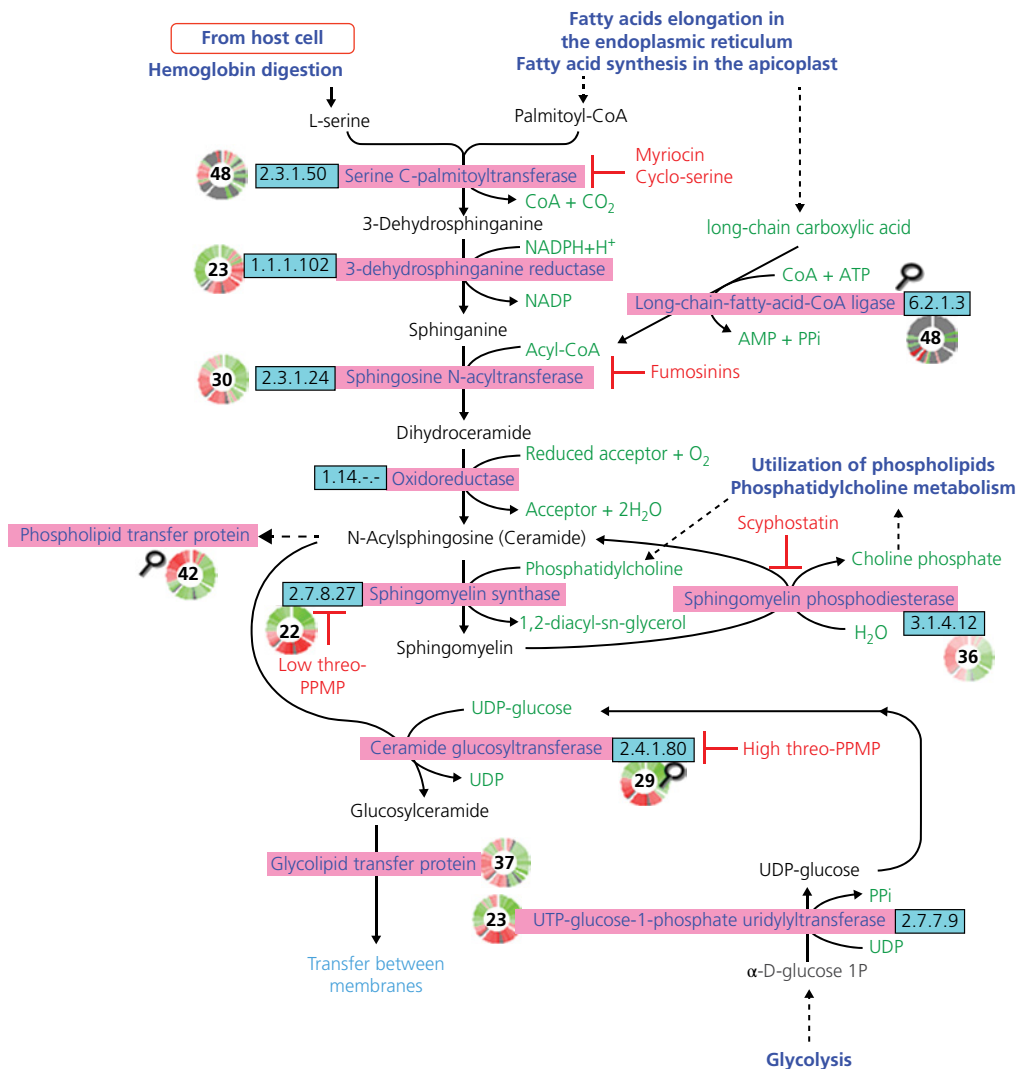 From host cell
Hemoglobin digestion
Fatty acids elongation in
the endoplasmic reticulum
Fatty acid synthesis in the apicoplast
L-serine
Palmitoyl-CoA
48
2.3.1.50
Serine C-palmitoyltransferase
Myriocin
Cyclo-serine
CoA + CO2
3-Dehydrosphinganine
long-chain carboxylic acid
NADPH+H+
23
1.1.1.102
3-dehydrosphinganine reductase
CoA + ATP
NADP
Long-chain-fatty-acid-CoA ligase
6.2.1.3
Sphinganine
AMP + PPi
48
Acyl-CoA
30
2.3.1.24
Sphingosine N-acyltransferase
Fumosinins
Dihydroceramide
Reduced acceptor + O2
1.14.-.-
Oxidoreductase
Utilization of phospholipids
Phosphatidylcholine metabolism
Acceptor + 2H2O
Phospholipid transfer protein
42
N-Acylsphingosine (Ceramide)
Scyphostatin
Choline phosphate
Phosphatidylcholine
2.7.8.27
Sphingomyelin synthase
Sphingomyelin phosphodiesterase
22
1,2-diacyl-sn-glycerol
H2O
3.1.4.12
36
Low threo-
PPMP
Sphingomyelin
UDP-glucose
Ceramide glucosyltransferase
2.4.1.80
High threo-PPMP
UDP
29
Glucosylceramide
Glycolipid transfer protein
37
UDP-glucose
PPi
23
UTP-glucose-1-phosphate uridylyltransferase
2.7.7.9
UDP
Transfer between
membranes
α-D-glucose 1P
Glycolysis